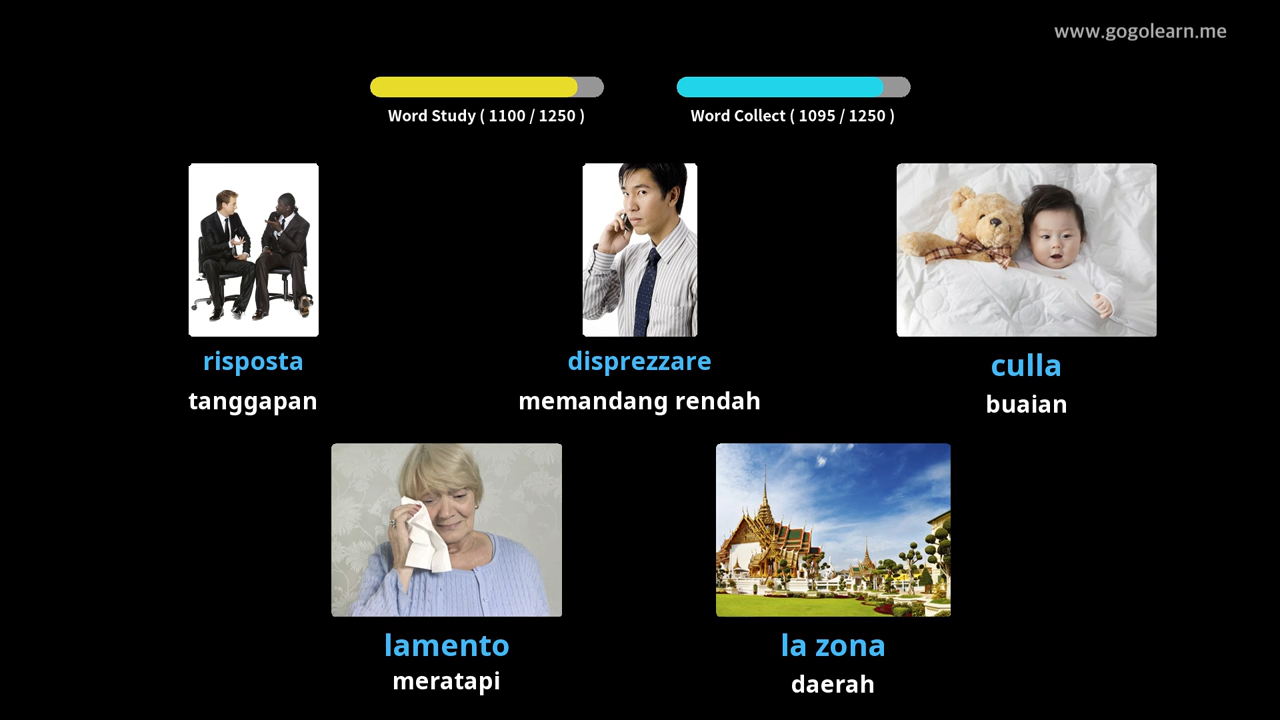 www.gogolearn.me
Word Study ( 1100 / 1250 )
Word Collect ( 1095 / 1250 )
risposta
tanggapan
disprezzare
memandang rendah
culla
buaian
lamento
meratapi
la zona
daerah